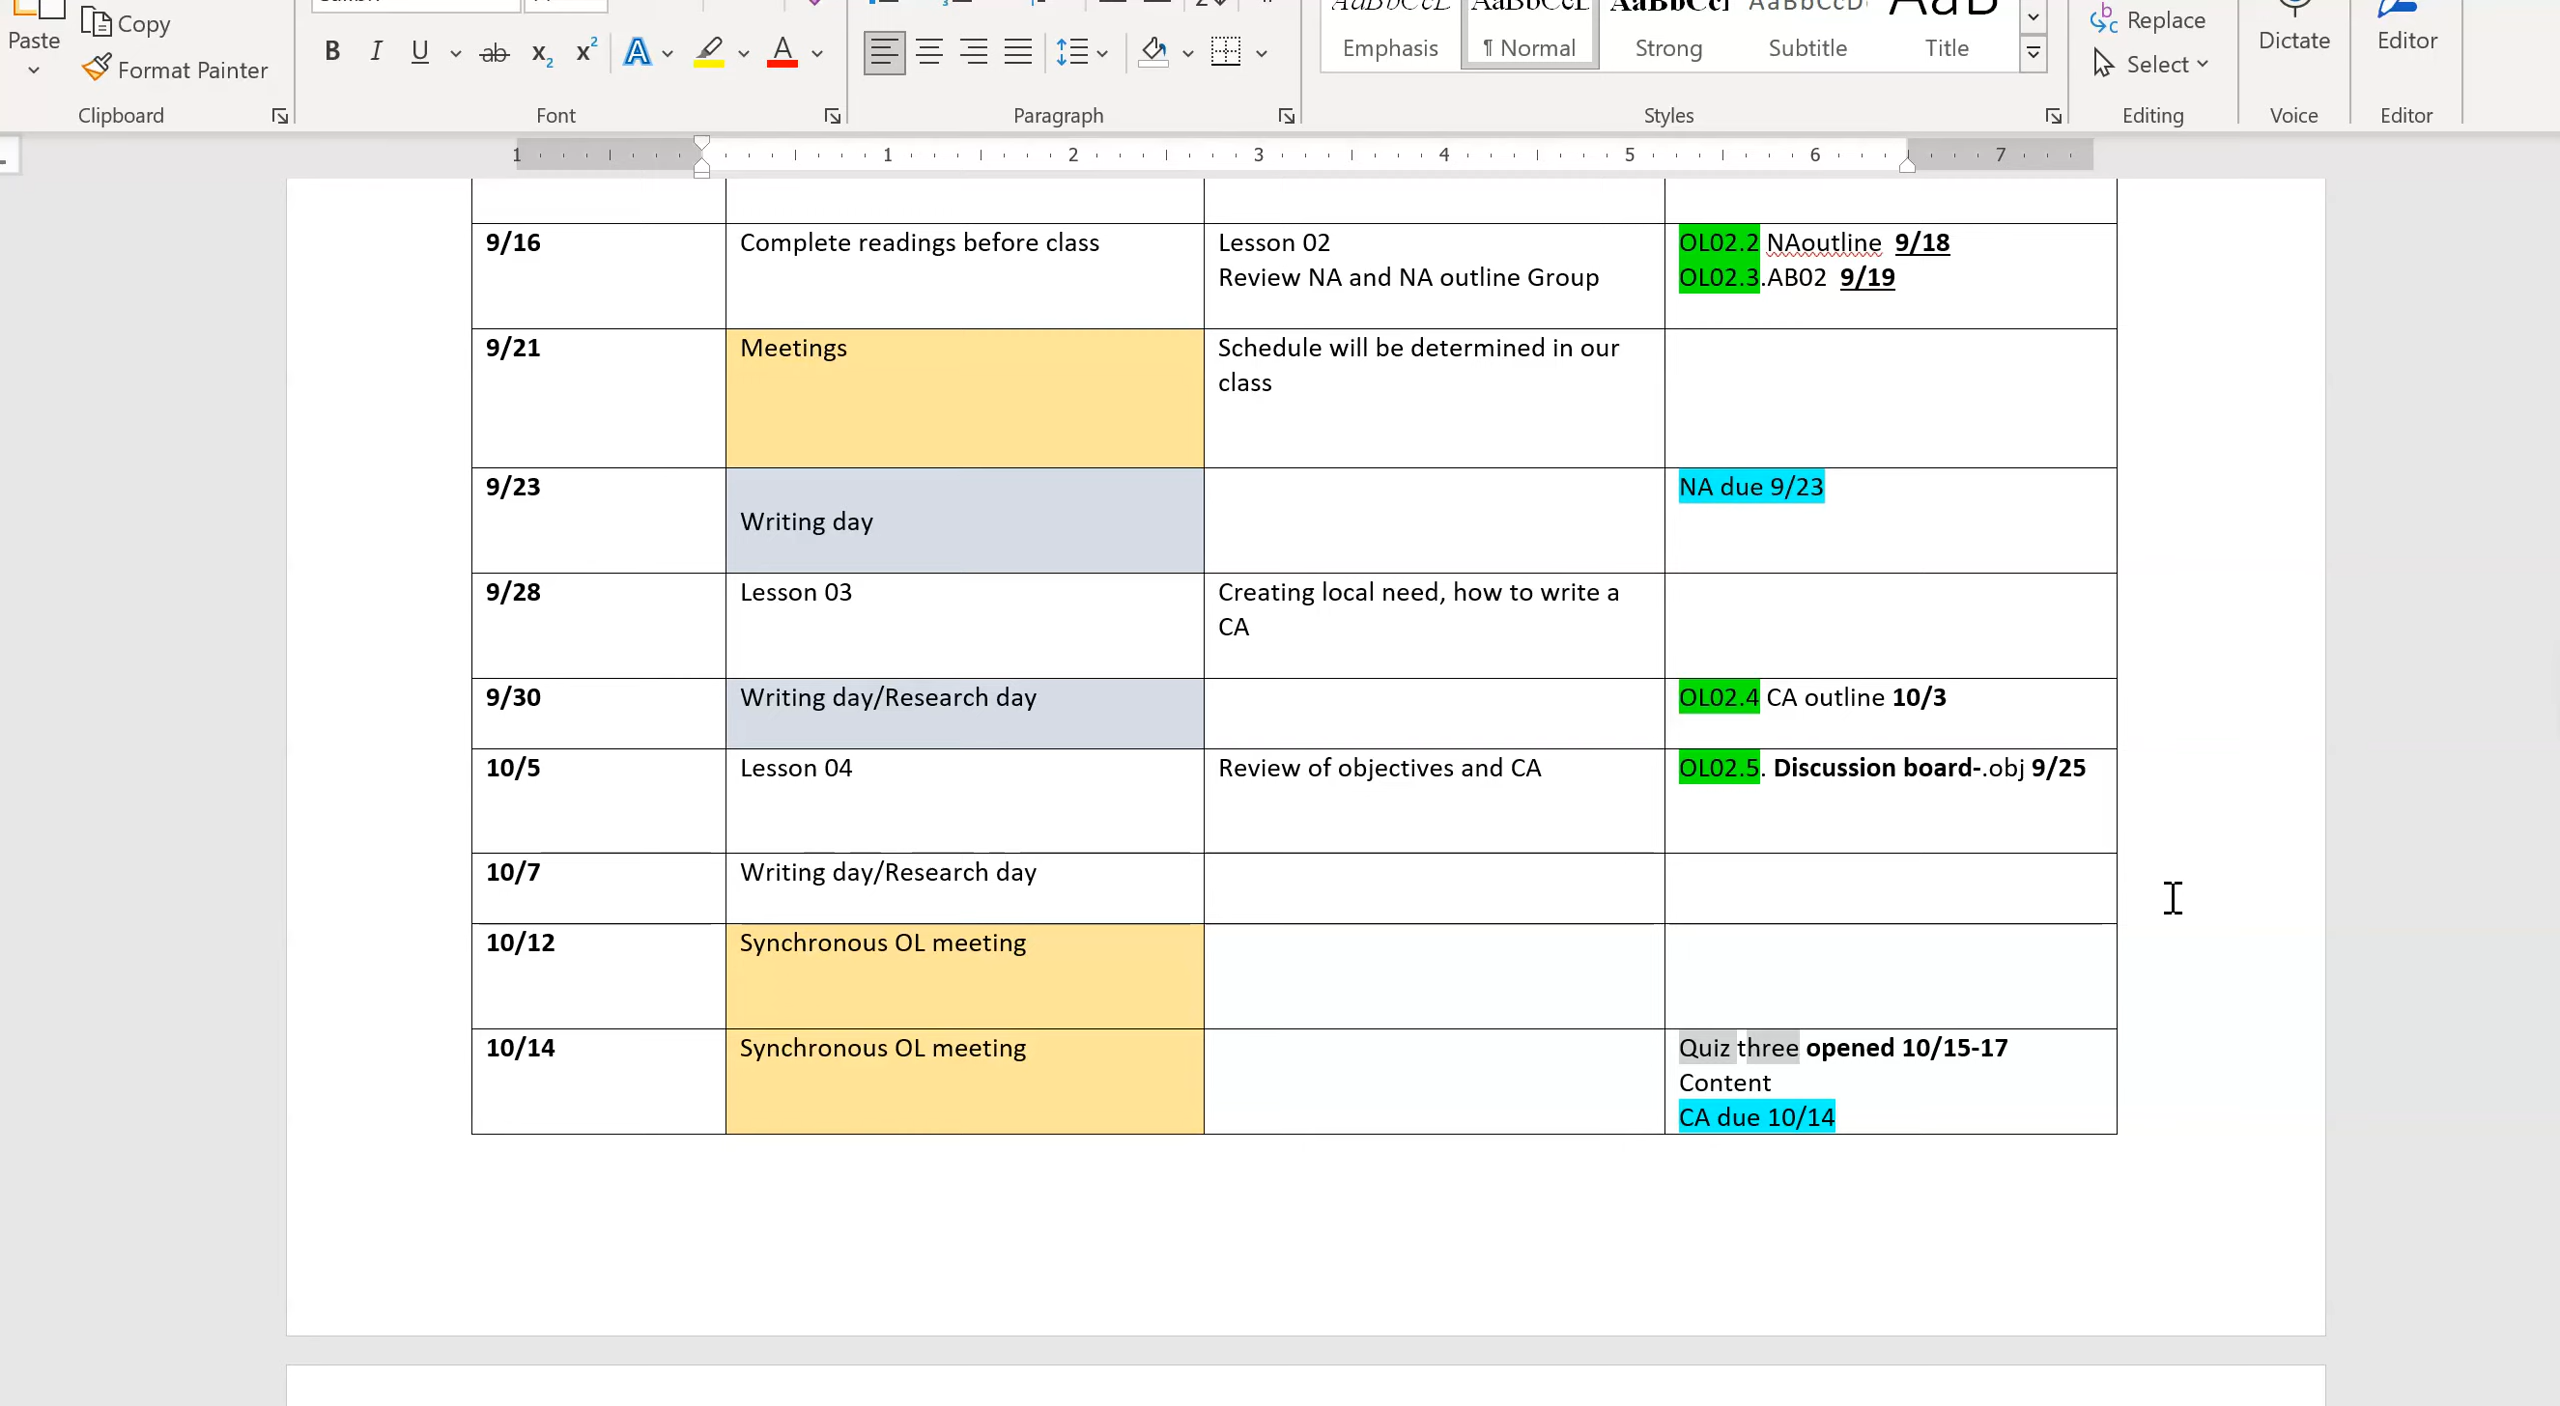 Paste
Copy
Format Painter
Clipboard
B I U ab x2 x2 A A
Font
Paragraph
Emphasis
¶ Normal
Strong
Subtitle
Title
Styles
Replace
Select
Editing
Dictate
Voice
Editor
Editor
1 1 2 3 4 5 6 7
9/16
Complete readings before class
Lesson 02
Review NA and NA outline Group
OL02.2 NAoutline 9/18
OL02.3.AB02 9/19
9/21
Meetings
Schedule will be determined in our
class
9/23
Writing day
NA due 9/23
9/28
Lesson 03
Creating local need, how to write a
CA
9/30
Writing day/Research day
OL02.4 CA outline 10/3
10/5
Lesson 04
Review of objectives and CA
OL02.5. Discussion board-.obj 9/25
10/7
Writing day/Research day
10/12
Synchronous OL meeting
10/14
Synchronous OL meeting
Quiz three opened 10/15-17
Content
CA due 10/14